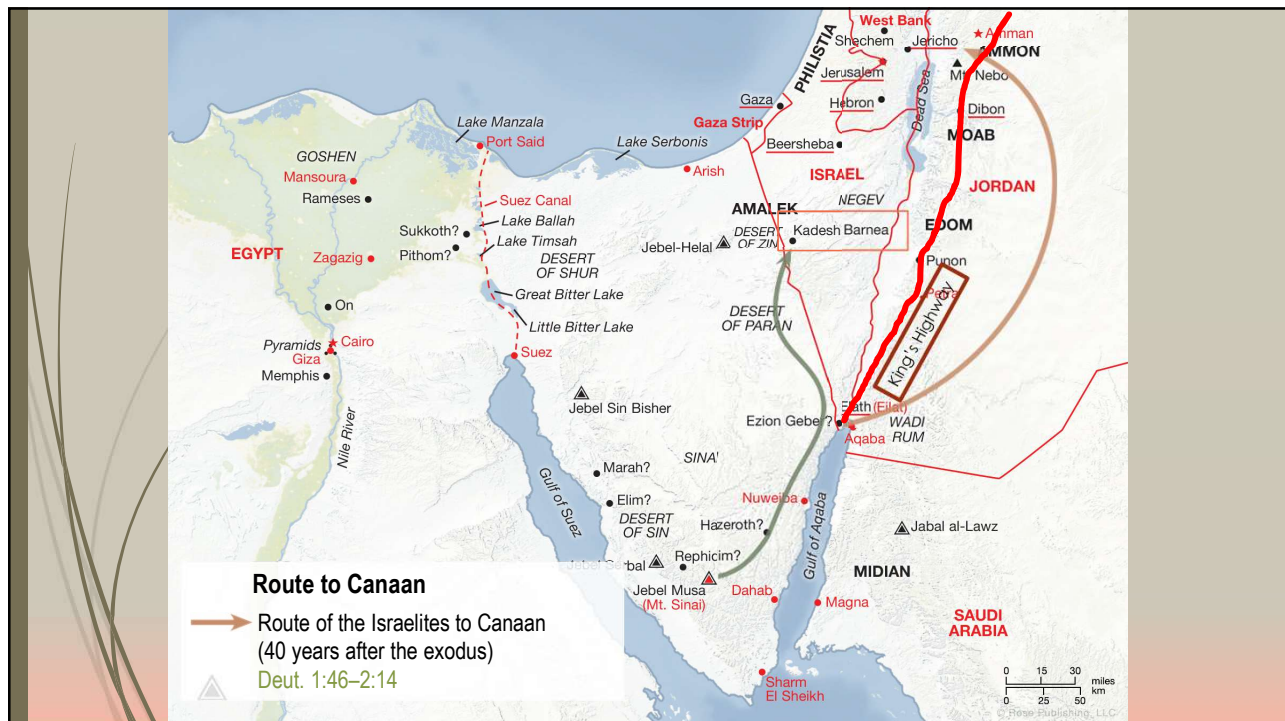 West Bank
Shechem
Jericho
Amman
AMMON
PHILISTIA
Jerusalem
Mt. Nebo
Gaza
Hebron
Dead Sea
Dibon
Lake Manzala
Gaza Strip
MOAB
Port Said
Lake Serbonis
Beersheba
GOSHEN
Mansoura
Arish
ISRAEL
JORDAN
Rameses
Suez Canal
NEGEV
AMALEK
Lake Ballah
EDOM
Sukkoth?
DESERT
OF ZIN
Kadesh Barnea
EGYPT
Lake Timsah
Jebel-Helal
Pithom?
Zagazig
DESERT
OF SHUR
Punon
Great Bitter Lake
Petra
On
DESERT
OF PARAN
Little Bitter Lake
King's Highway
Pyramids
Cairo
Giza
Suez
Memphis
Jebel Sin Bisher
Elath (Eilat)
Ezion Geber?
WADI
RUM
Aqaba
Nile River
SINAI
Marah?
Gulf of Suez
Elim?
Nuweiba
DESERT
OF SIN
Hazeroth?
Gulf of Aqaba
Jabal al-Lawz
Rephicim?
Jebel Serbal
MIDIAN
Route to Canaan
Jebel Musa
(Mt. Sinai)
Dahab
Magna
Route of the Israelites to Canaan
(40 years after the exodus)
SAUDI
ARABIA
Deut. 1:46–2:14
Sharm
El Sheikh
0 15 30
miles
km
0 25 50
© Rose Publishing, LLC